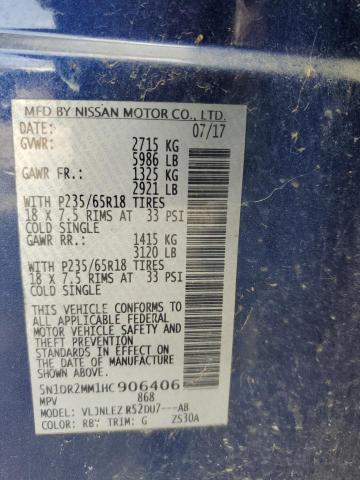 MFD BY NISSAN MOTOR CO., LTD.
DATE: 07/17
GVWR: 2715 KG
5986 LB
GAWR FR.: 1325 KG
2921 LB
WITH P235/65R18 TIRES
18 X 7.5 RIMS AT 33 PSI
COLD SINGLE
GAWR RR.: 1415 KG
3120 LB
WITH P235/65R18 TIRES
18 X 7.5 RIMS AT 33 PSI
COLD SINGLE
THIS VEHICLE CONFORMS TO
ALL APPLICABLE FEDERAL
MOTOR VEHICLE SAFETY AND
THEFT PREVENTION
STANDARDS IN EFFECT ON
THE DATE OF MANUFACTURE
SHOWN ABOVE.
5N1DR2MM1HC906406
MPV 868
MODEL: VLJNLEZ R52DU7---AB
COLOR: RBY TRIM: G ZS30A